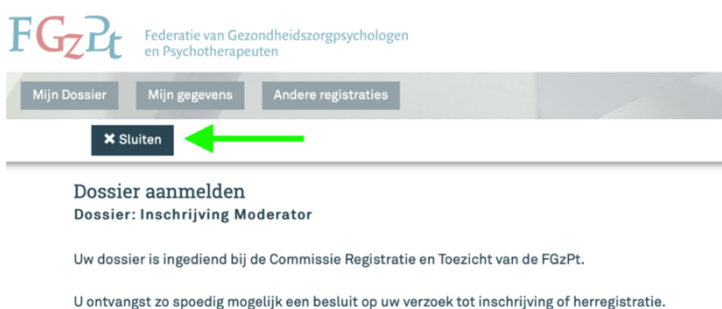 FGzPt
Federatie van Gezondheidszorgpsychologen
en Psychotherapeuten
Mijn Dossier Mijn gegevens Andere registraties
✖ Sluiten
Dossier aanmelden
Dossier: Inschrijving Moderator
Uw dossier is ingediend bij de Commissie Registratie en Toezicht van de FGzPt.
U ontvangst zo spoedig mogelijk een besluit op uw verzoek tot inschrijving of herregistratie.